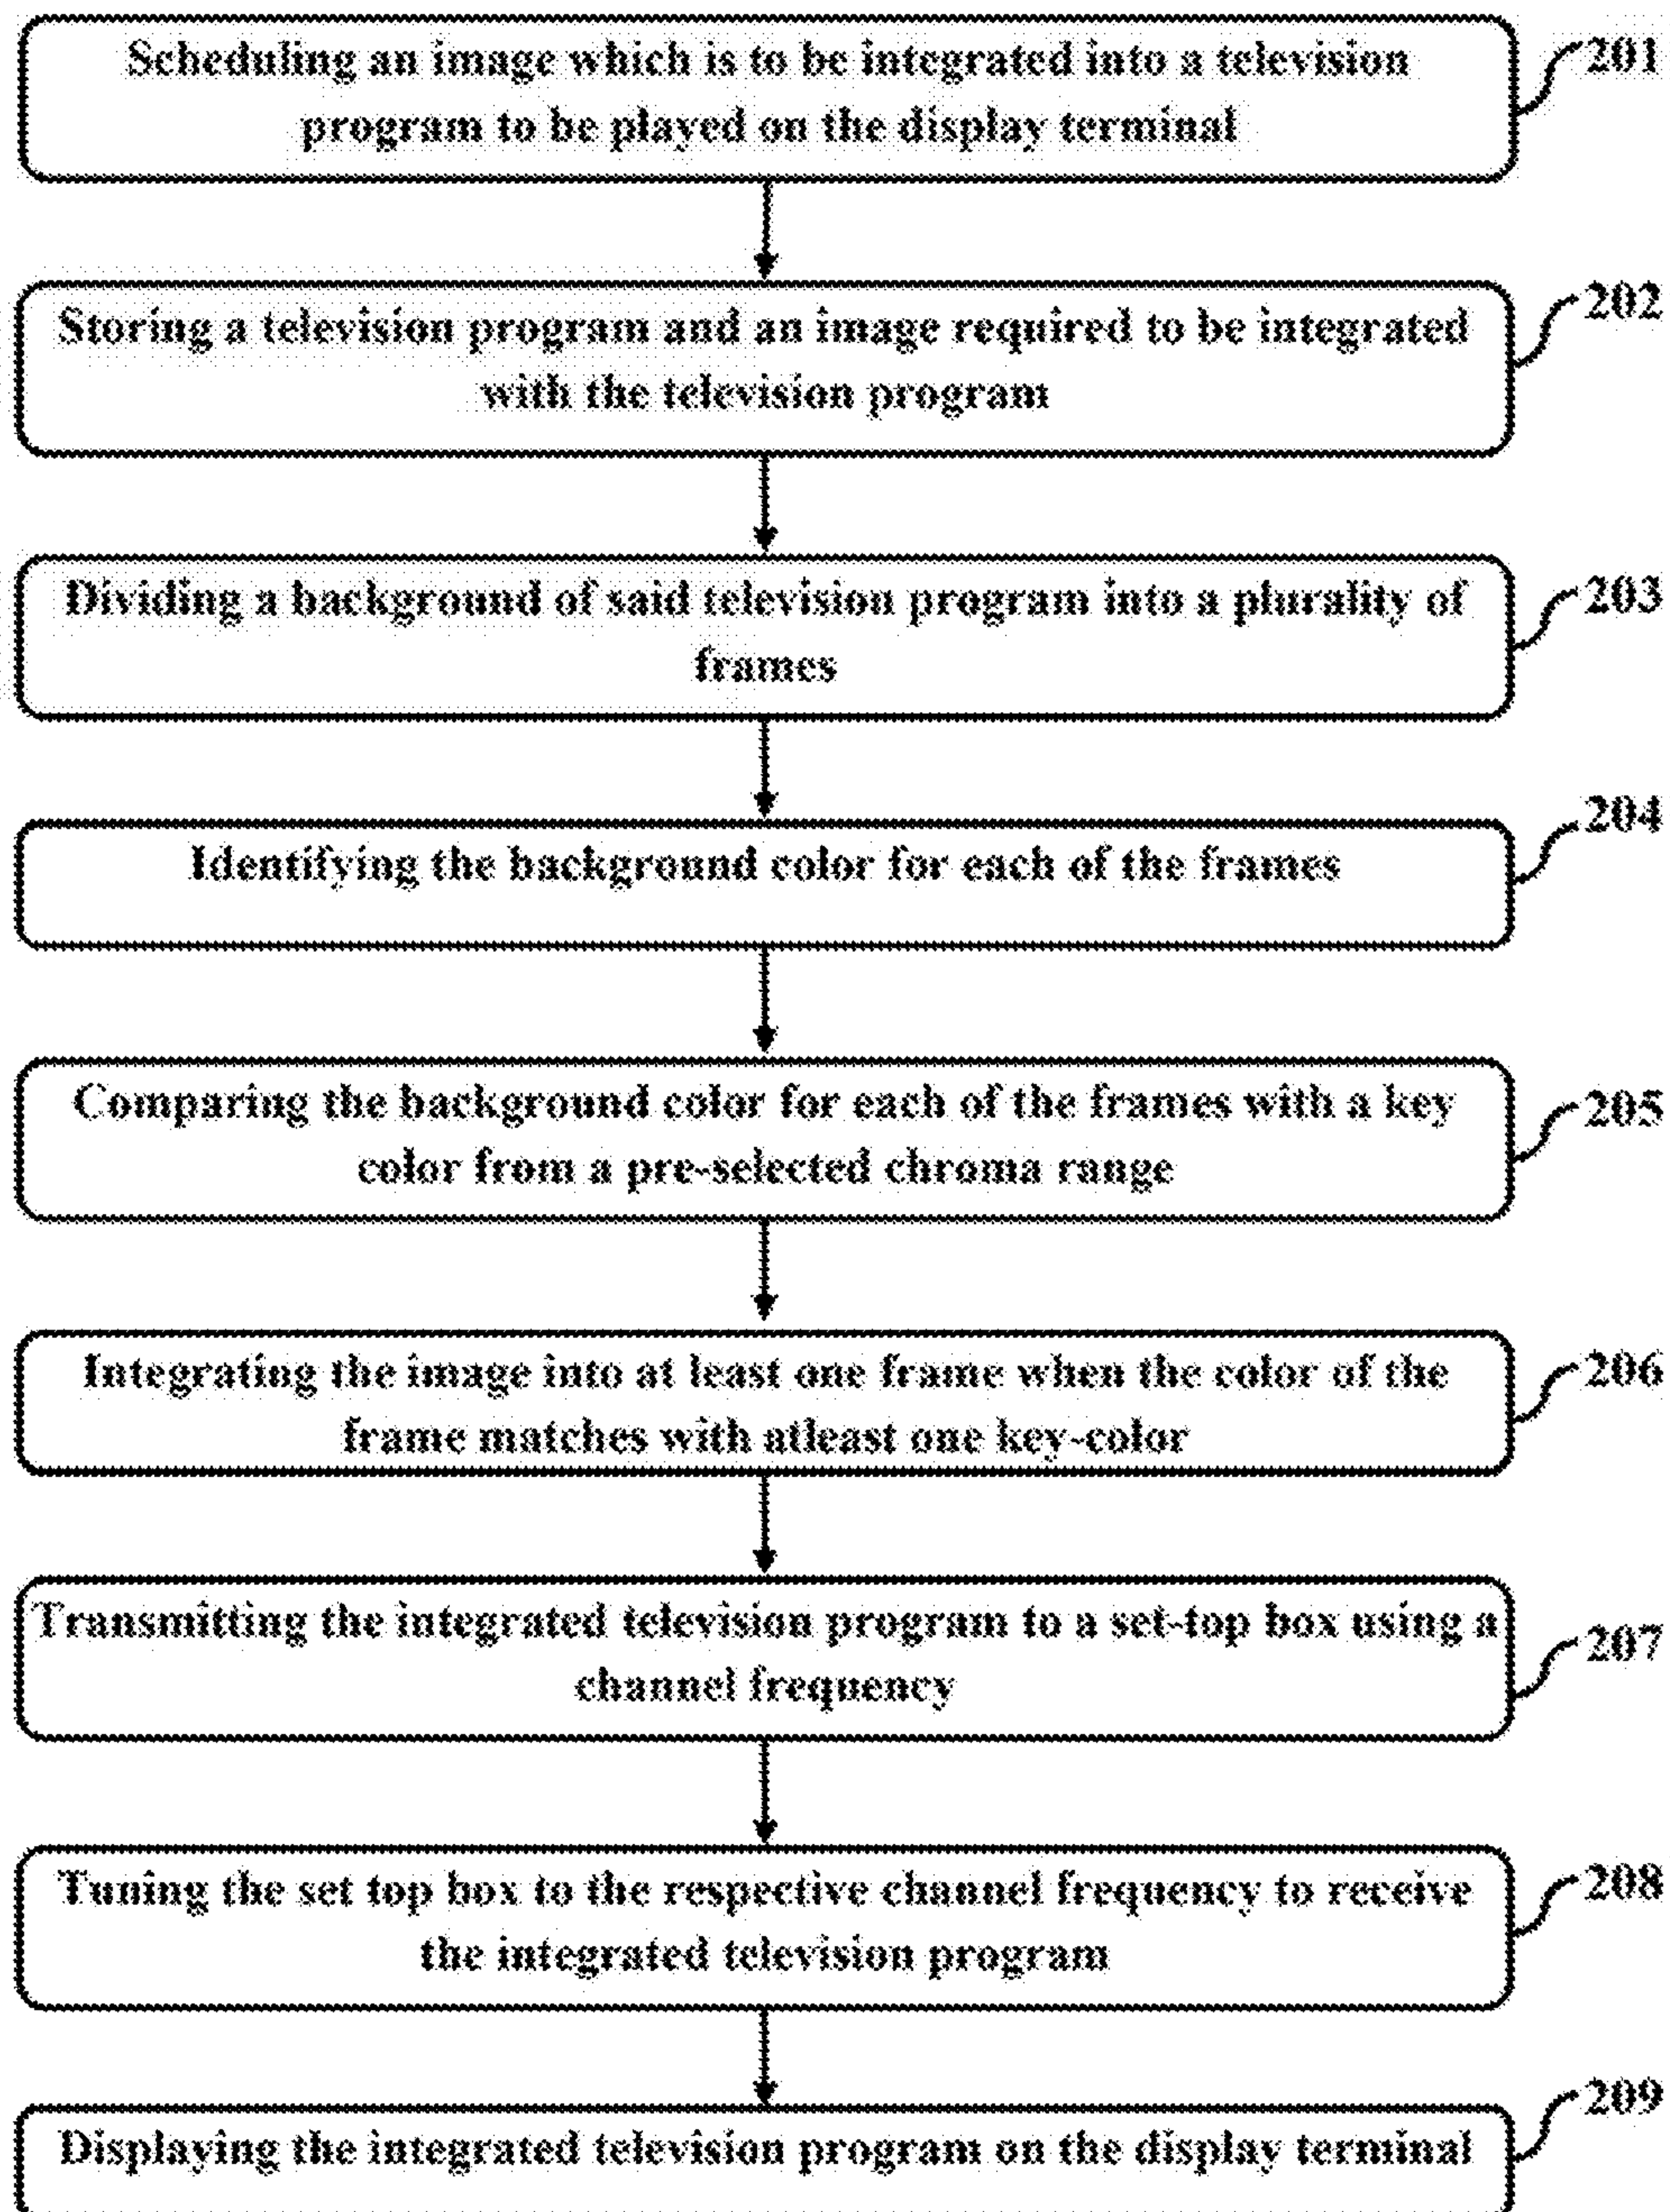 Scheduling an image which is to be integrated into a television
program to be played on the display terminal
201
Storing a television program and an image required to be integrated
with the television program
202
Dividing a background of said television program into a plurality of
frames
203
Identifying the background color for each of the frames
204
Comparing the background color for each of the frames with a key
color from a pre-selected chroma range
205
Integrating the image into at least one frame when the color of the
frame matches with atleast one key-color
206
Transmitting the integrated television program to a set-top box using a
channel frequency
207
Tuning the set top box to the respective channel frequency to receive
the integrated television program
208
Displaying the integrated television program on the display terminal
209